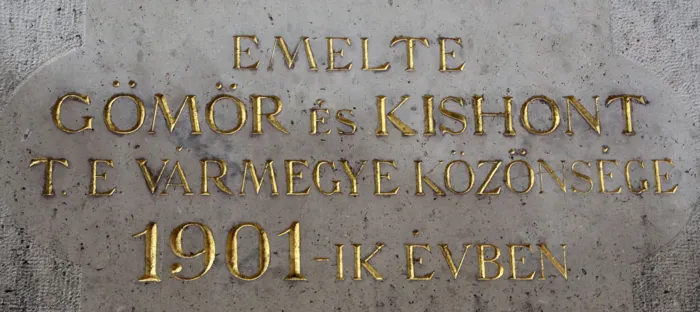 EMELTE
GÖMÖR és KISHONT
T. E VÁRMEGYE KÖZÖNSÉGE
1901-IK ÉVBEN